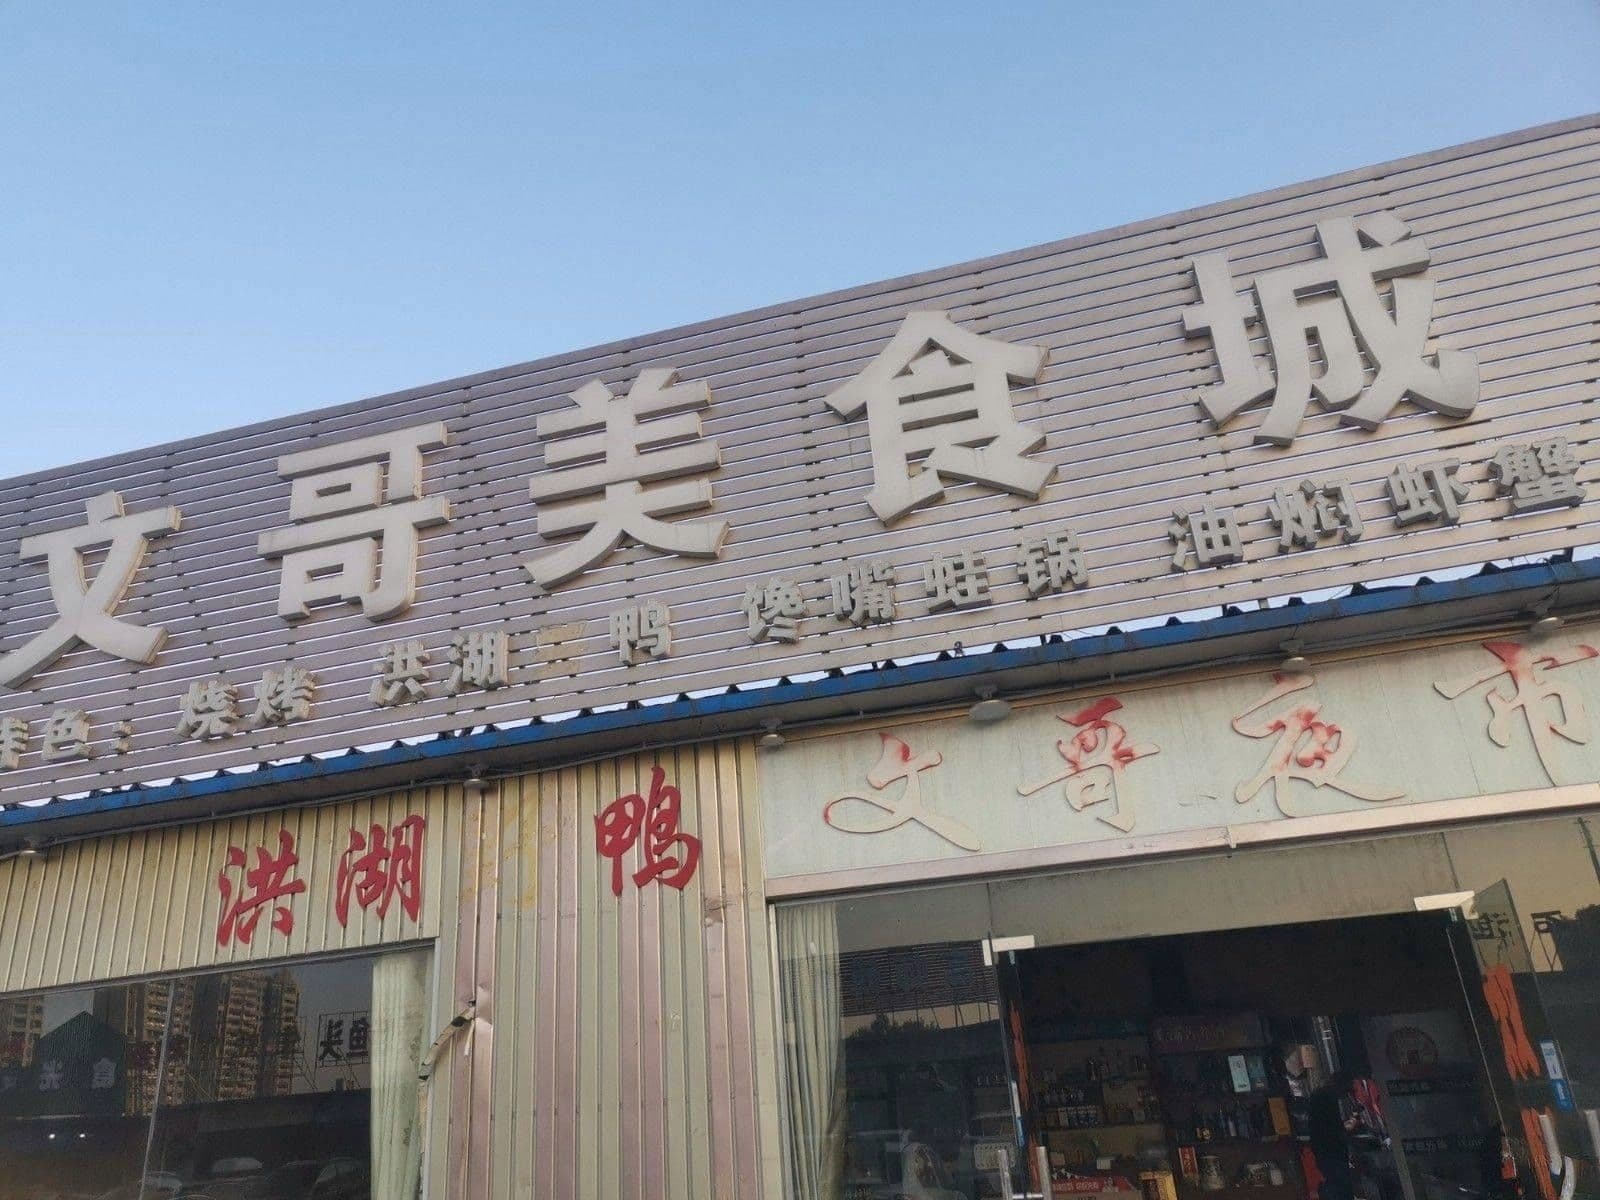 文哥美食城
特色：烧烤 洪湖 鸭 馋嘴蛙锅 油焖虾蟹
洪湖 鸭
文哥夜市